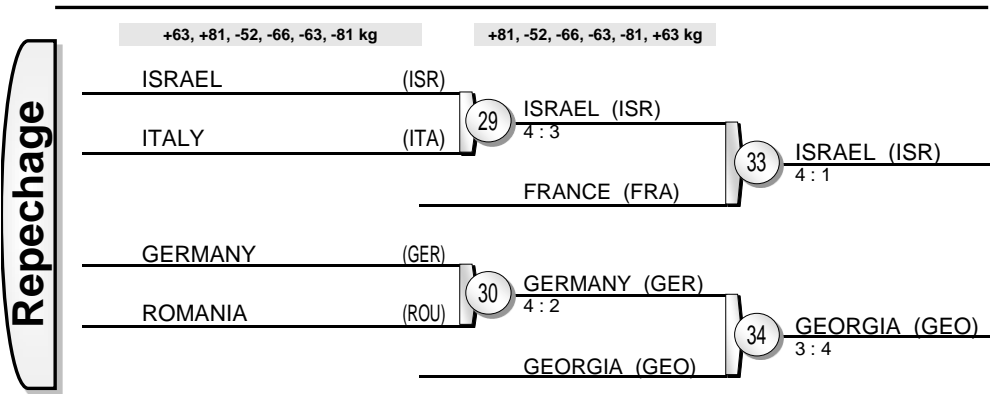 +63, +81, -52, -66, -63, -81 kg
+81, -52, -66, -63, -81, +63 kg
Repechage
ISRAEL (ISR)
ITALY (ITA)
29
ISRAEL (ISR)
4 : 3
FRANCE (FRA)
33
ISRAEL (ISR)
4 : 1
GERMANY (GER)
ROMANIA (ROU)
30
GERMANY (GER)
4 : 2
GEORGIA (GEO)
34
GEORGIA (GEO)
3 : 4